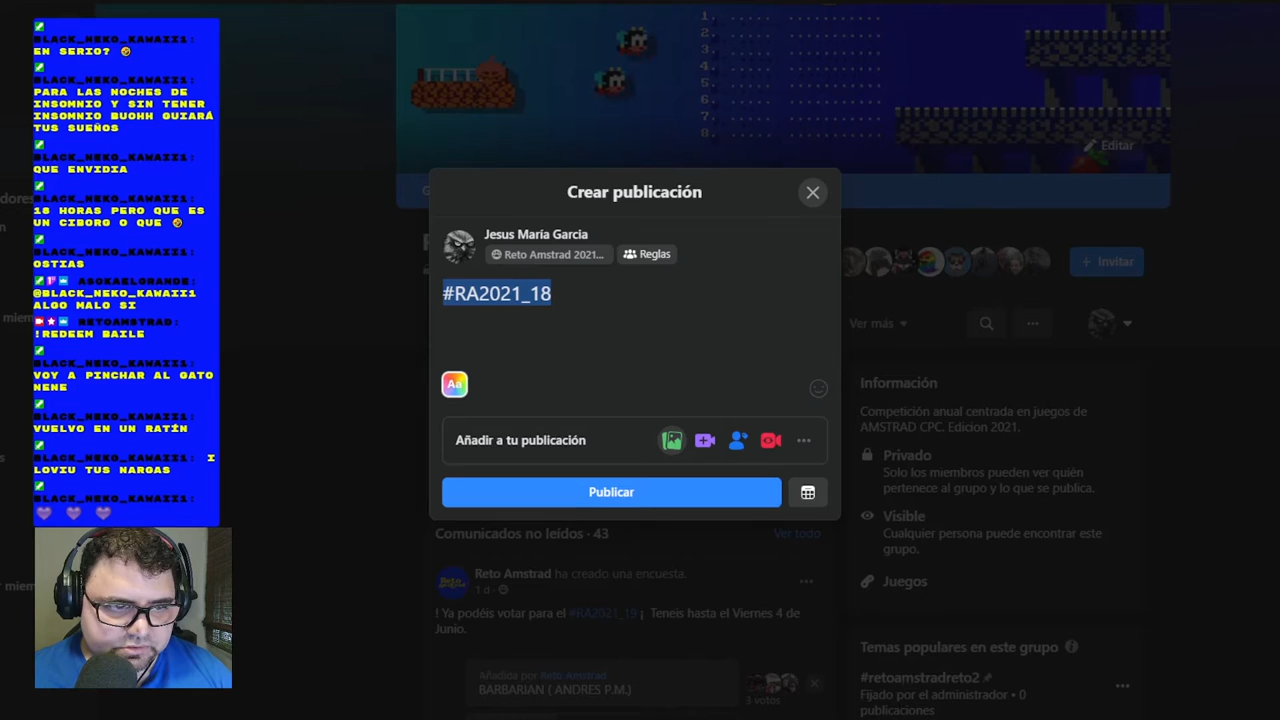 BLACK_NEKO_KAWAII1:
EN SERIO?
BLACK_NEKO_KAWAII1:
PARA LAS NOCHES DE
INSOMNIO Y SIN TENER
INSOMNIO BUOHH GUIARÁ
TUS SUEÑOS
BLACK_NEKO_KAWAII1:
QUE ENVIDIA
BLACK_NEKO_KAWAII1:
16 HORAS PERO QUE ES
UN CIBORG O QUE
BLACK_NEKO_KAWAII1:
OSTIAS
ASOKAELGRANDE:
@BLACK_NEKO_KAWAII1
ALGO MALO SI
RETOAMSTRAD:
!REDEEM BAILE
BLACK_NEKO_KAWAII1:
VOY A PINCHAR AL GATO
NENE
BLACK_NEKO_KAWAII1:
VUELVO EN UN RATÍN
BLACK_NEKO_KAWAII1: I
LOVIU TUS NARGAS
BLACK_NEKO_KAWAII1:
1.
2.
3.
4.
5.
6.
7.
8.
Editar
Crear publicación
Jesus María Garcia
Reto Amstrad 2021...
Reglas
#RA2021_18
Aa
Añadir a tu publicación
Publicar
Invitar
Ver más
Información
Competición anual centrada en juegos de
AMSTRAD CPC. Edicion 2021.
Privado
Solo los miembros pueden ver quién
pertenece al grupo y lo que se publica.
Visible
Cualquier persona puede encontrar este
grupo.
Juegos
Temas populares en este grupo
#retoamstradreto2
Fijado por el administrador • 0
publicaciones
Comunicados no leídos · 43
Ver todo
Reto Amstrad ha creado una encuesta.
1 d
! Ya podéis votar para el #RA2021_19 ¡ Teneis hasta el Viernes 4 de
Junio.
Añadida por Reto Amstrad
BARBARIAN ( ANDRES P.M.)
3 votos